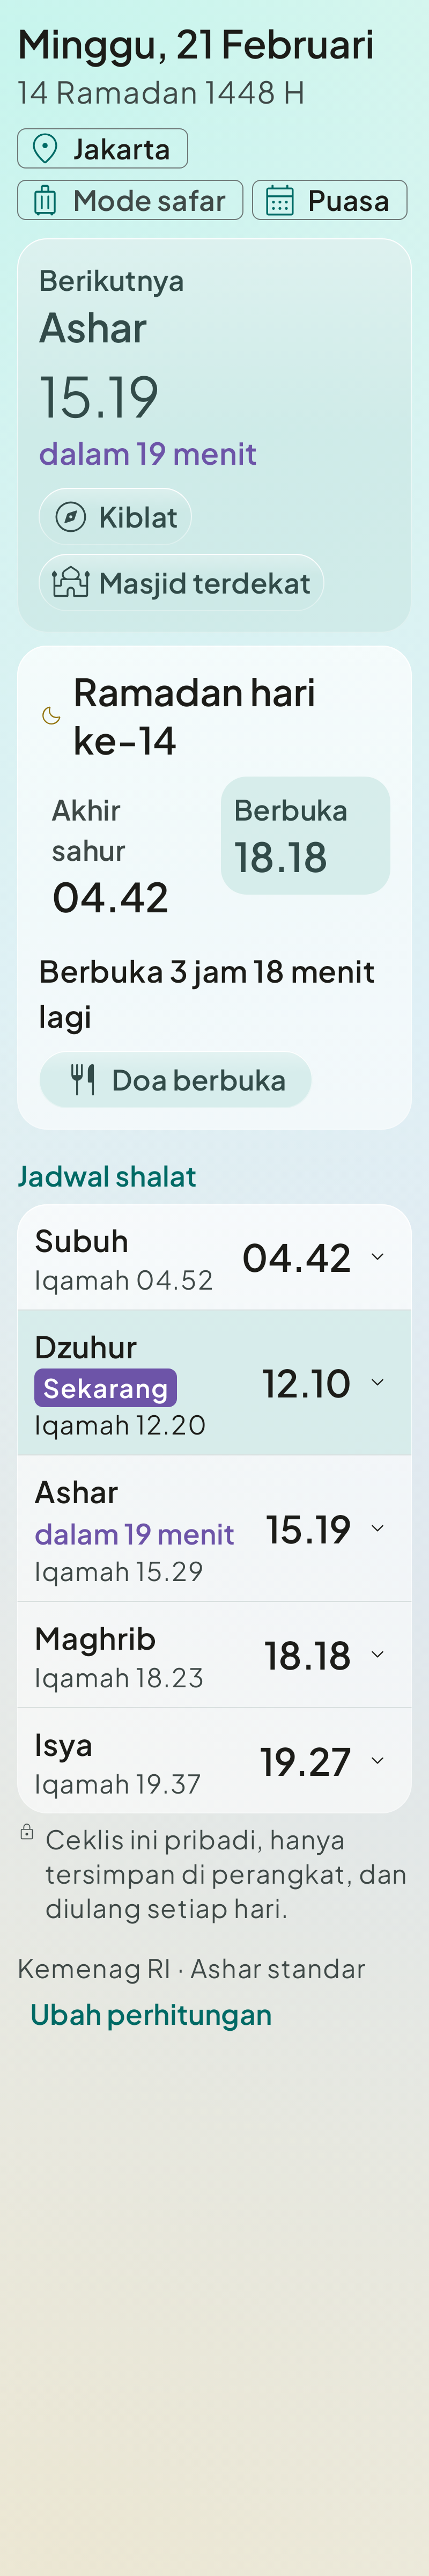 Minggu, 21 Februari
14 Ramadan 1448 H
Jakarta
Mode safar
Puasa
Berikutnya
Ashar
15.19
dalam 19 menit
Kiblat
Masjid terdekat
Ramadan hari
ke-14
Akhir
sahur
04.42
Berbuka
18.18
Berbuka 3 jam 18 menit
lagi
Doa berbuka
Jadwal shalat
Subuh
Iqamah 04.52
04.42
Dzuhur
Sekarang
Iqamah 12.20
12.10
Ashar
dalam 19 menit
Iqamah 15.29
15.19
Maghrib
Iqamah 18.23
18.18
Isya
Iqamah 19.37
19.27
Ceklis ini pribadi, hanya
tersimpan di perangkat, dan
diulang setiap hari.
Kemenag RI · Ashar standar
Ubah perhitungan